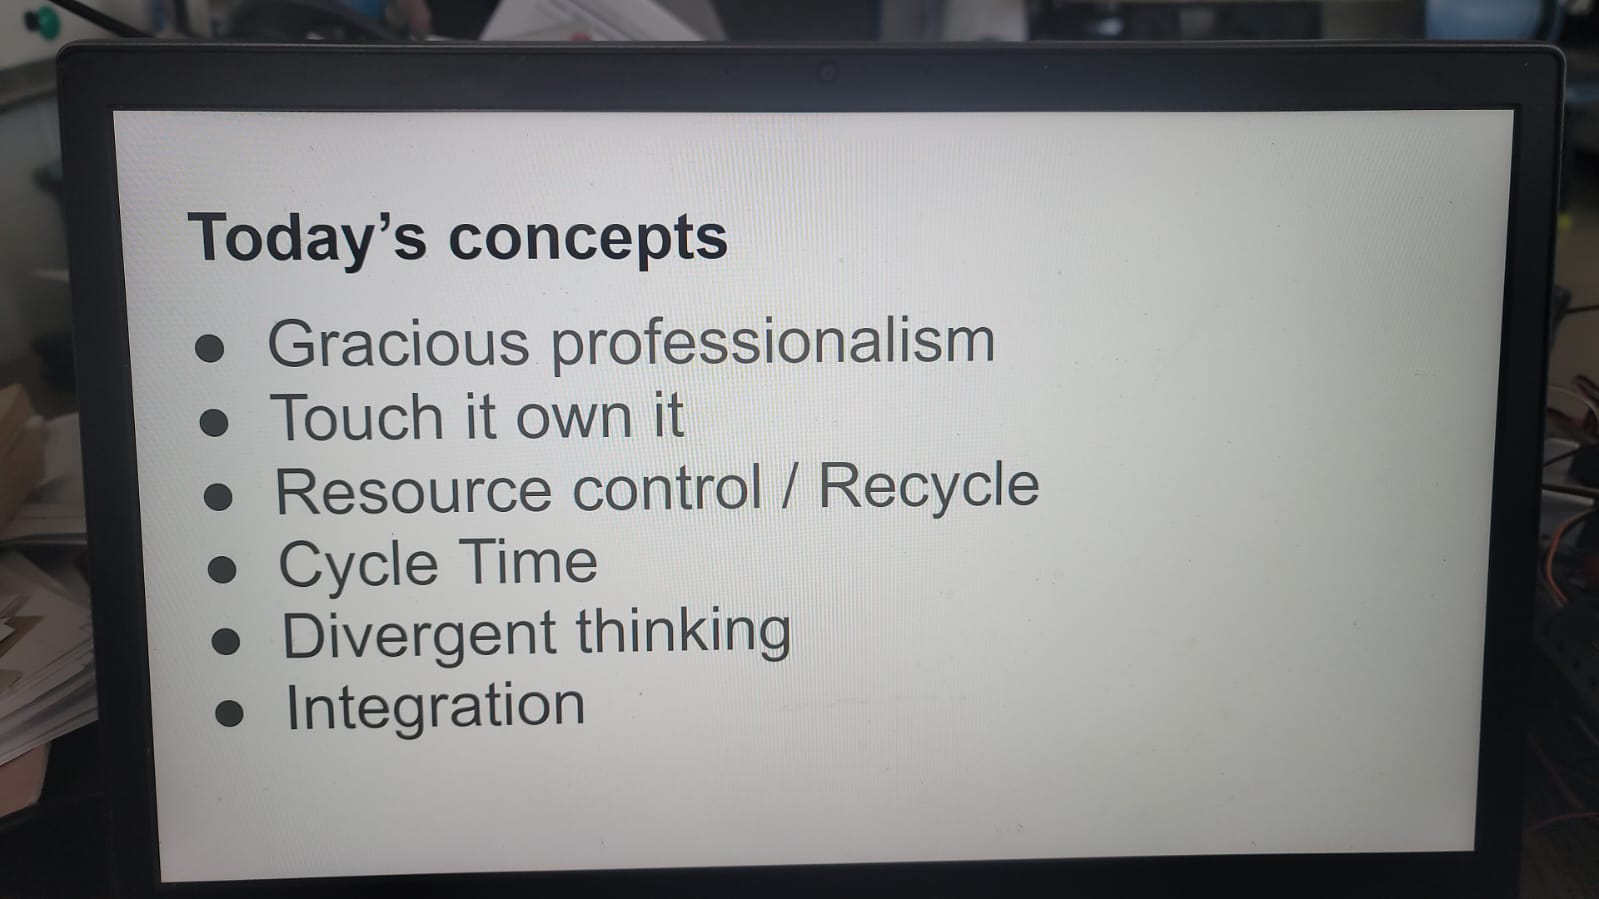 Today's concepts
● Gracious professionalism
● Touch it own it
● Resource control / Recycle
● Cycle Time
● Divergent thinking
● Integration